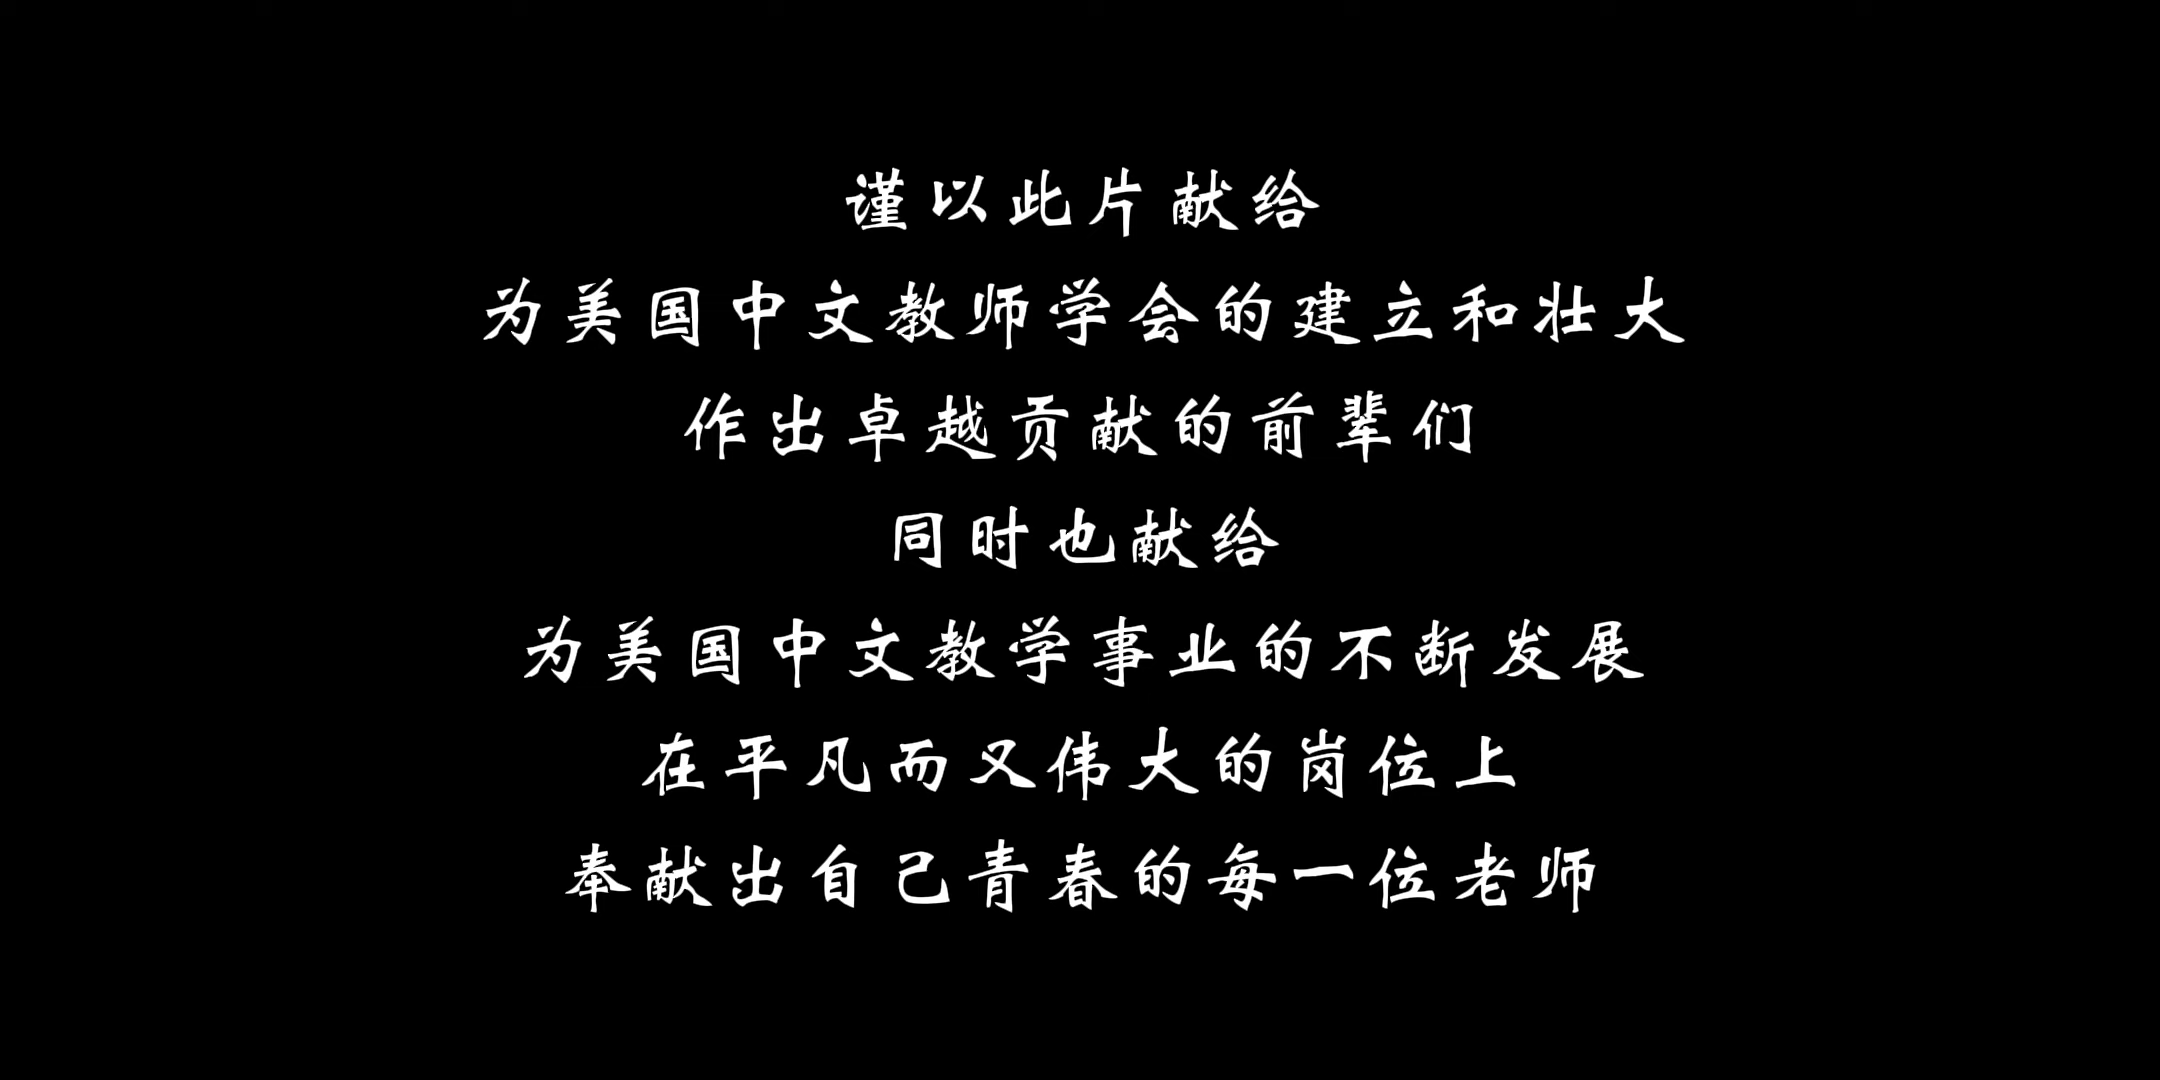 谨以此片献给
为美国中文教师学会的建立和壮大
作出卓越贡献的前辈们
同时也献给
为美国中文教学事业的不断发展
在平凡而又伟大的岗位上
奉献出自己青春的每一位老师